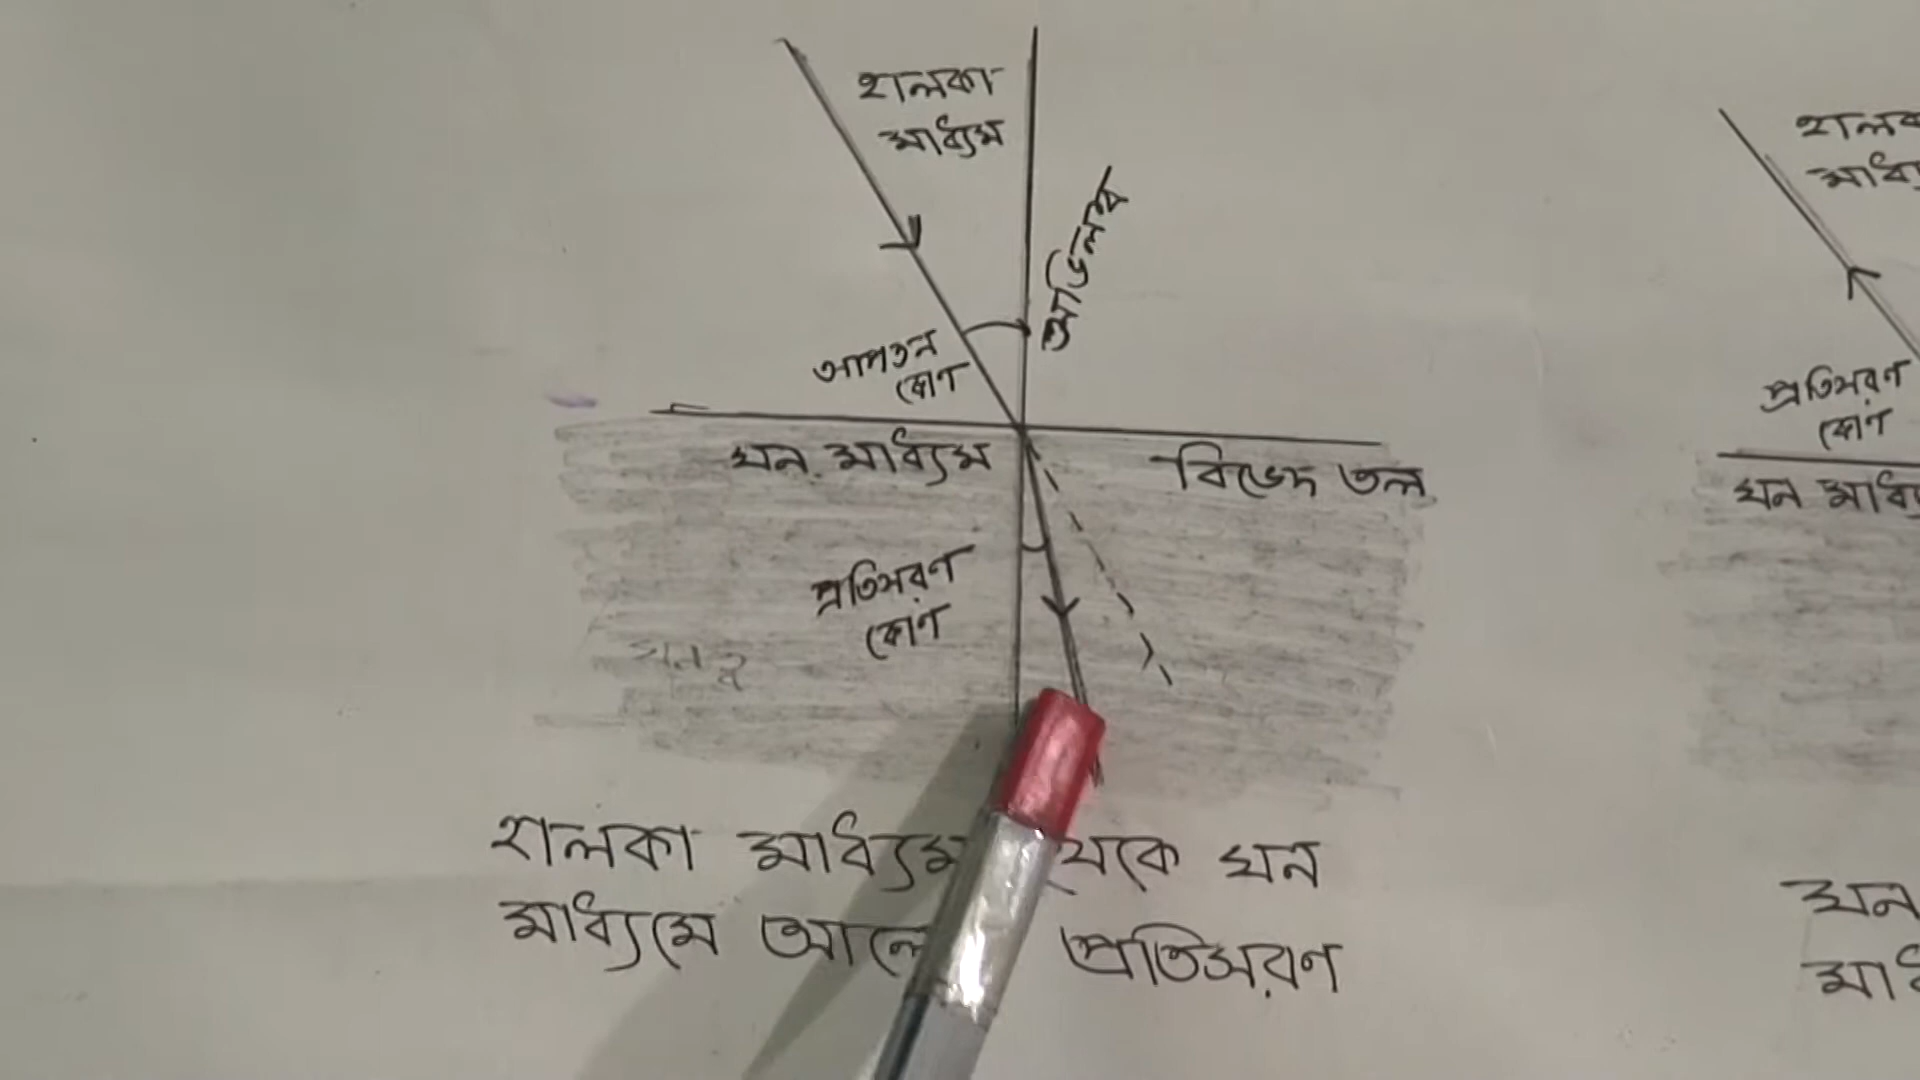 হালকা
মাধ্যম
অভিলম্ব
আপতন
কোণ
ঘন মাধ্যম
বিভেদ তল
প্রতিসরণ
কোণ
হালকা মাধ্যম থেকে ঘন
মাধ্যমে প্রতিসরণ
প্রতিসরণ
কোণ
ঘন